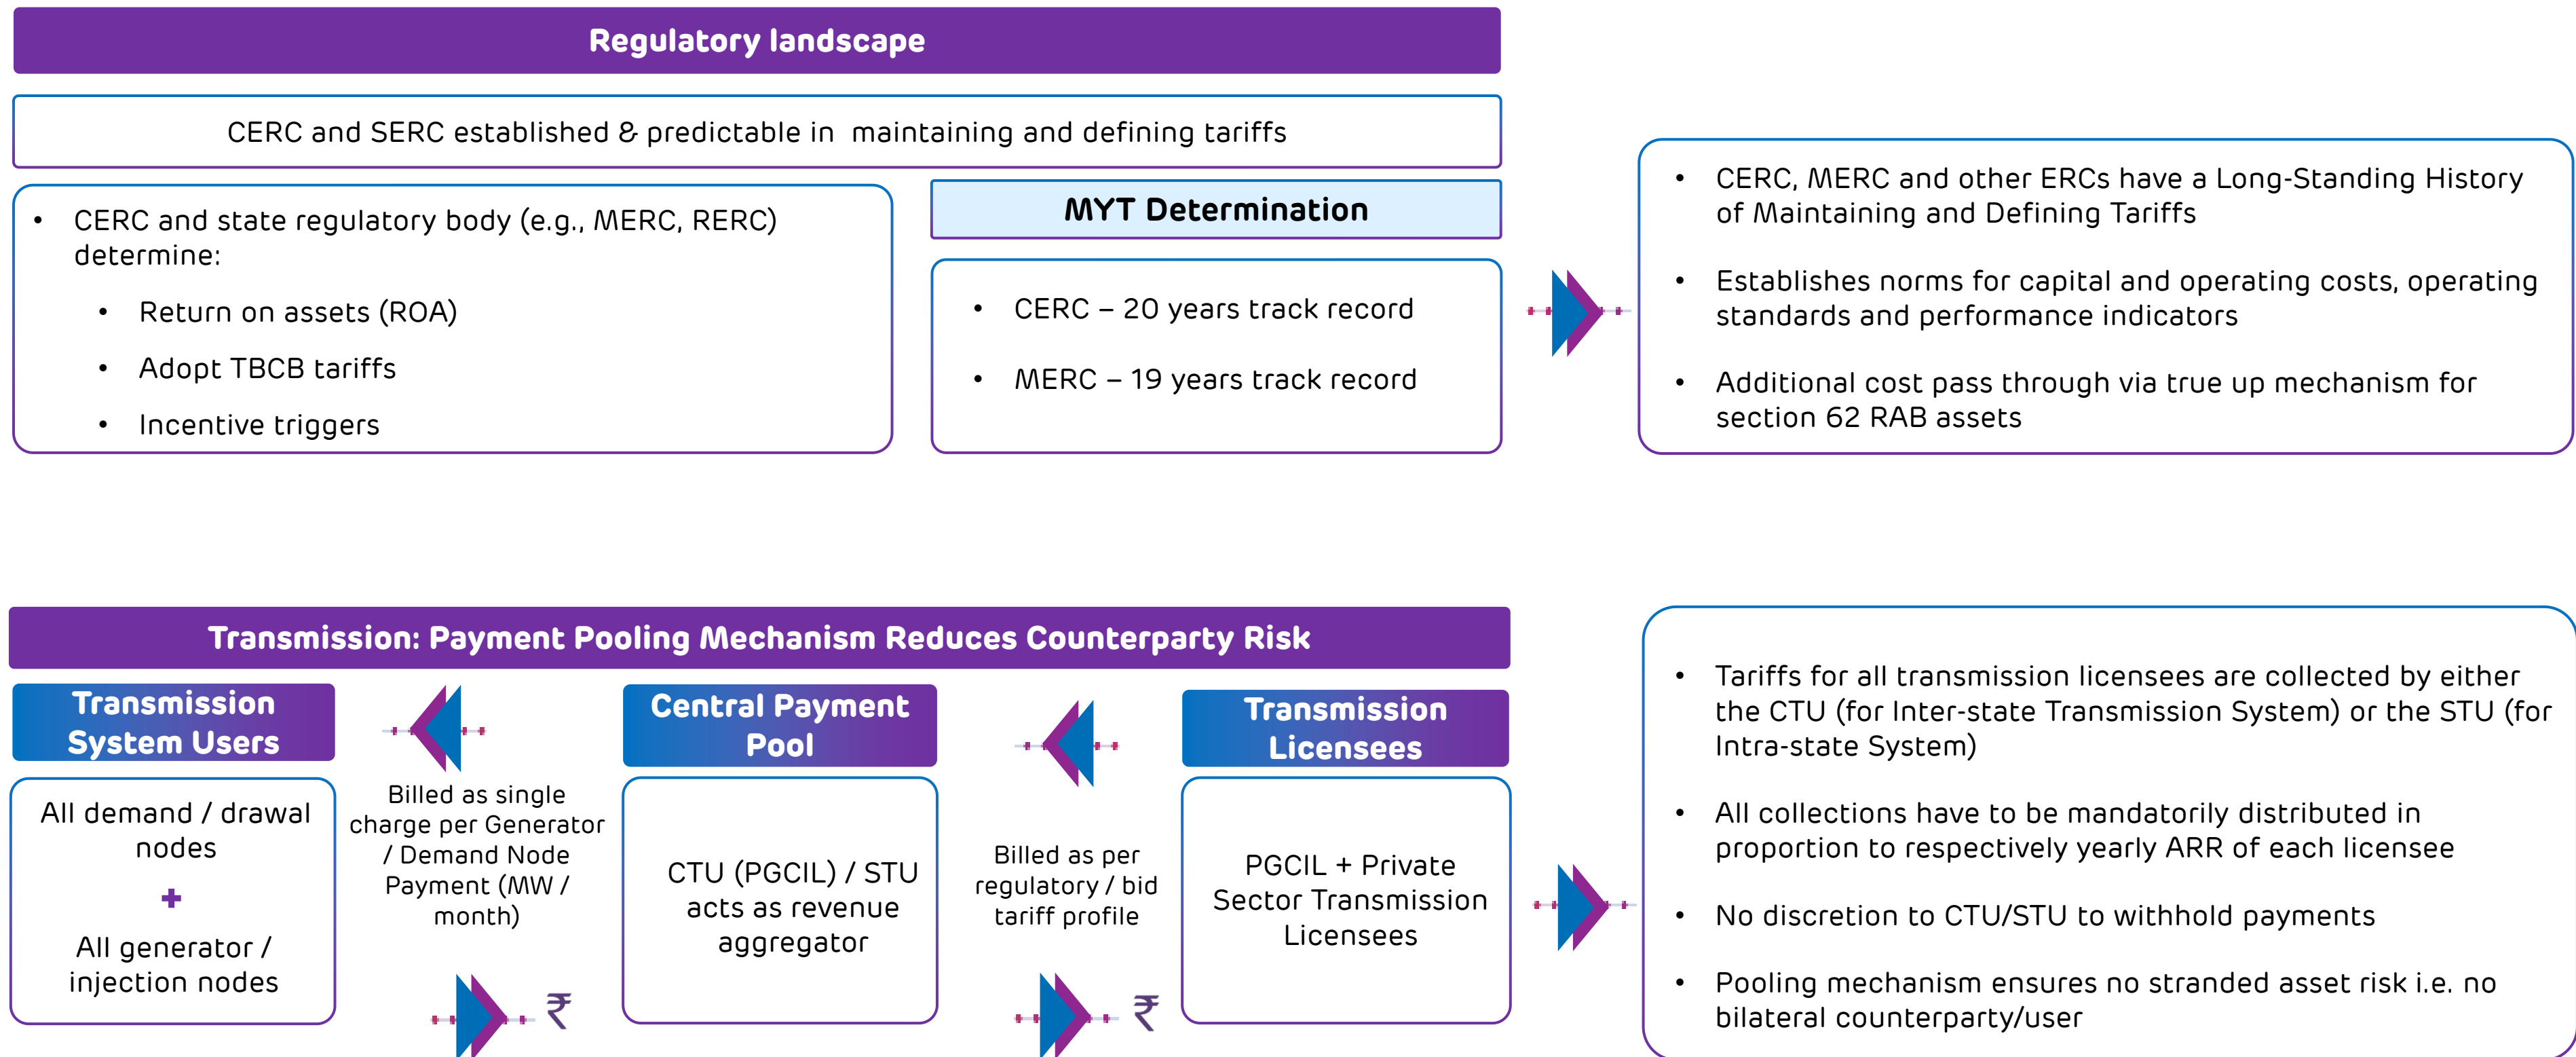 Regulatory landscape
CERC and SERC established & predictable in maintaining and defining tariffs
• CERC and state regulatory body (e.g., MERC, RERC)
determine:
• Return on assets (ROA)
• Adopt TBCB tariffs
• Incentive triggers
MYT Determination
• CERC – 20 years track record
• MERC – 19 years track record
• CERC, MERC and other ERCs have a Long-Standing History
of Maintaining and Defining Tariffs
• Establishes norms for capital and operating costs, operating
standards and performance indicators
• Additional cost pass through via true up mechanism for
section 62 RAB assets
Transmission: Payment Pooling Mechanism Reduces Counterparty Risk
Transmission
System Users
All demand / drawal
nodes
+
All generator /
injection nodes
Billed as single
charge per Generator
/ Demand Node
Payment (MW /
month)
₹
Central Payment
Pool
CTU (PGCIL) / STU
acts as revenue
aggregator
Billed as per
regulatory / bid
tariff profile
₹
Transmission
Licensees
PGCIL + Private
Sector Transmission
Licensees
• Tariffs for all transmission licensees are collected by either
the CTU (for Inter-state Transmission System) or the STU (for
Intra-state System)
• All collections have to be mandatorily distributed in
proportion to respectively yearly ARR of each licensee
• No discretion to CTU/STU to withhold payments
• Pooling mechanism ensures no stranded asset risk i.e. no
bilateral counterparty/user